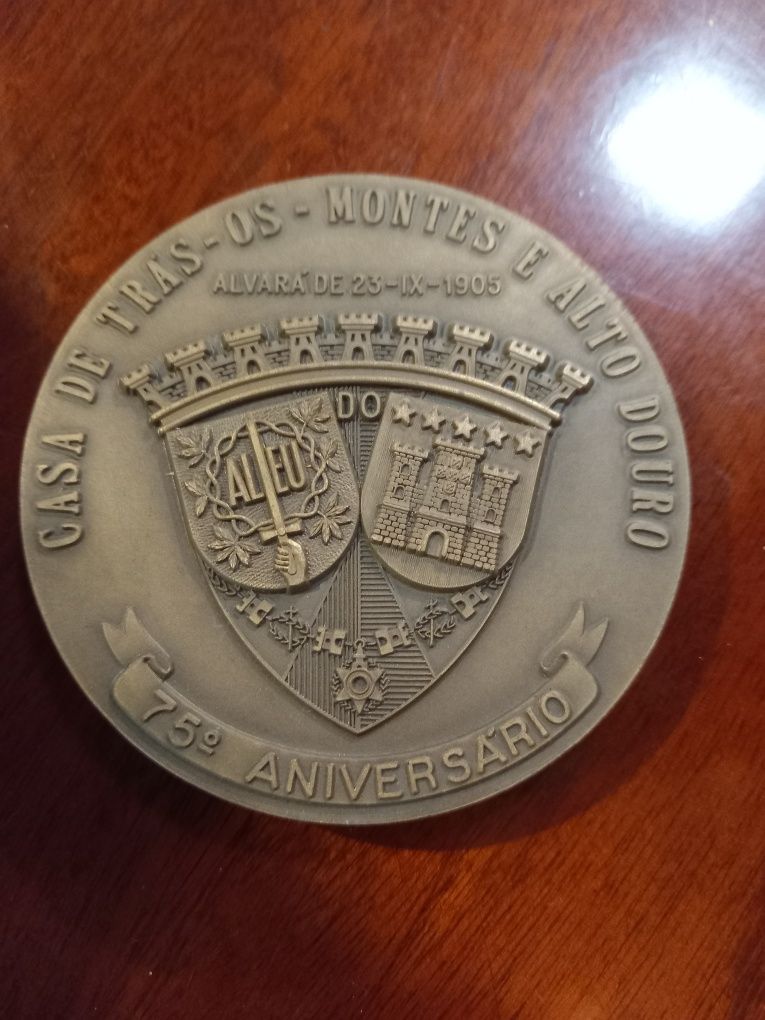 CASA DE TRÁS-OS-MONTES E ALTO DOURO
ALVARÁ DE 23-IX-1905
DO
ALEU
75º ANIVERSÁRIO